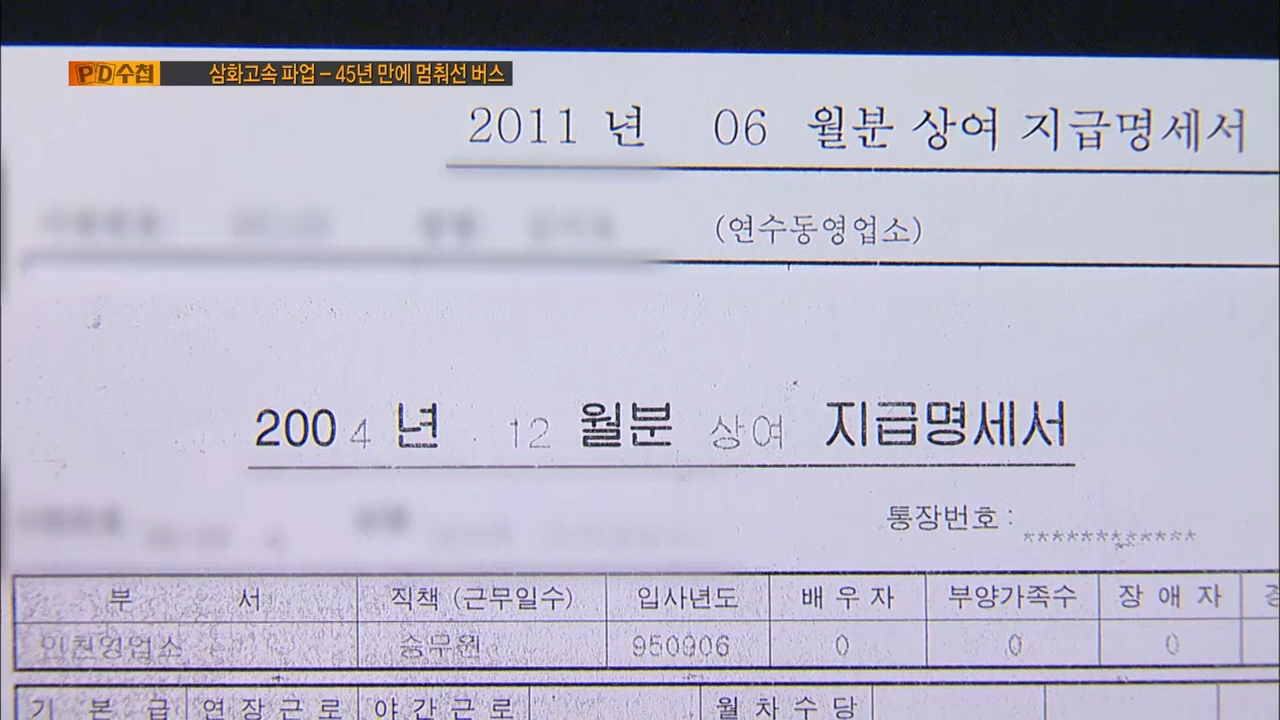 PD수첩 삼화고속 파업 – 45년 만에 멈춰선 버스
2011 년 06 월분 상여 지급명세서
(연수동영업소)
2004 년 12 월분 상여 지급명세서
통장번호 : ************
부 서 직책 (근무일수) 입사년도 배우자 부양가족수 장애자
인천영업소 승무원 950906 0 0 0
기본급 연장근로 야간근로 월차수당